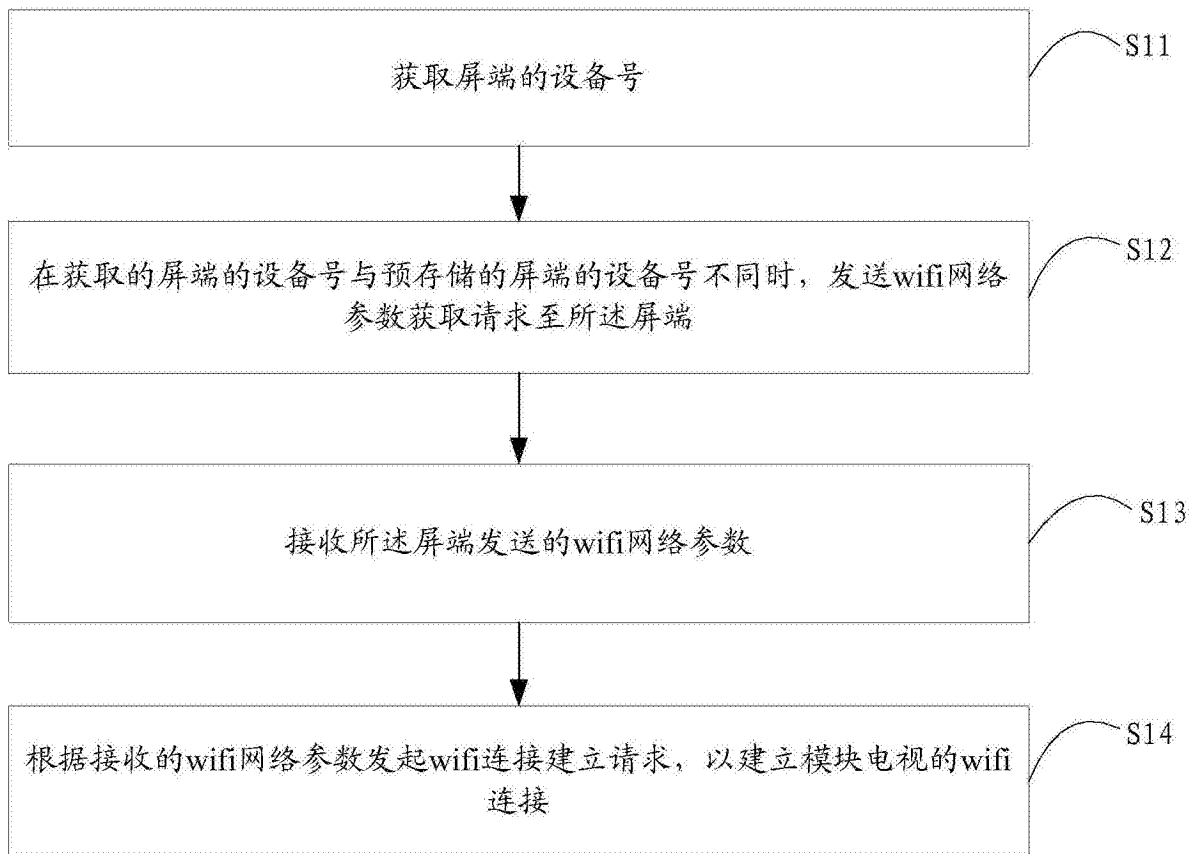 获取屏端的设备号
S11
在获取的屏端的设备号与预存储的屏端的设备号不同时，发送wifi网络
参数获取请求至所述屏端
S12
接收所述屏端发送的wifi网络参数
S13
根据接收的wifi网络参数发起wifi连接建立请求，以建立模块电视的wifi
连接
S14